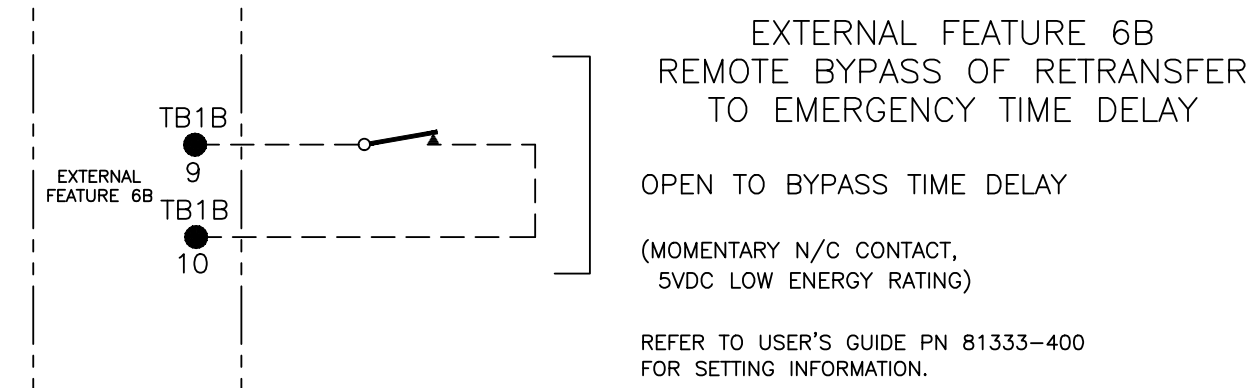 TB1B
9
EXTERNAL
FEATURE 6B
TB1B
10
EXTERNAL FEATURE 6B
REMOTE BYPASS OF RETRANSFER
TO EMERGENCY TIME DELAY
OPEN TO BYPASS TIME DELAY
(MOMENTARY N/C CONTACT,
5VDC LOW ENERGY RATING)
REFER TO USER'S GUIDE PN 81333-400
FOR SETTING INFORMATION.